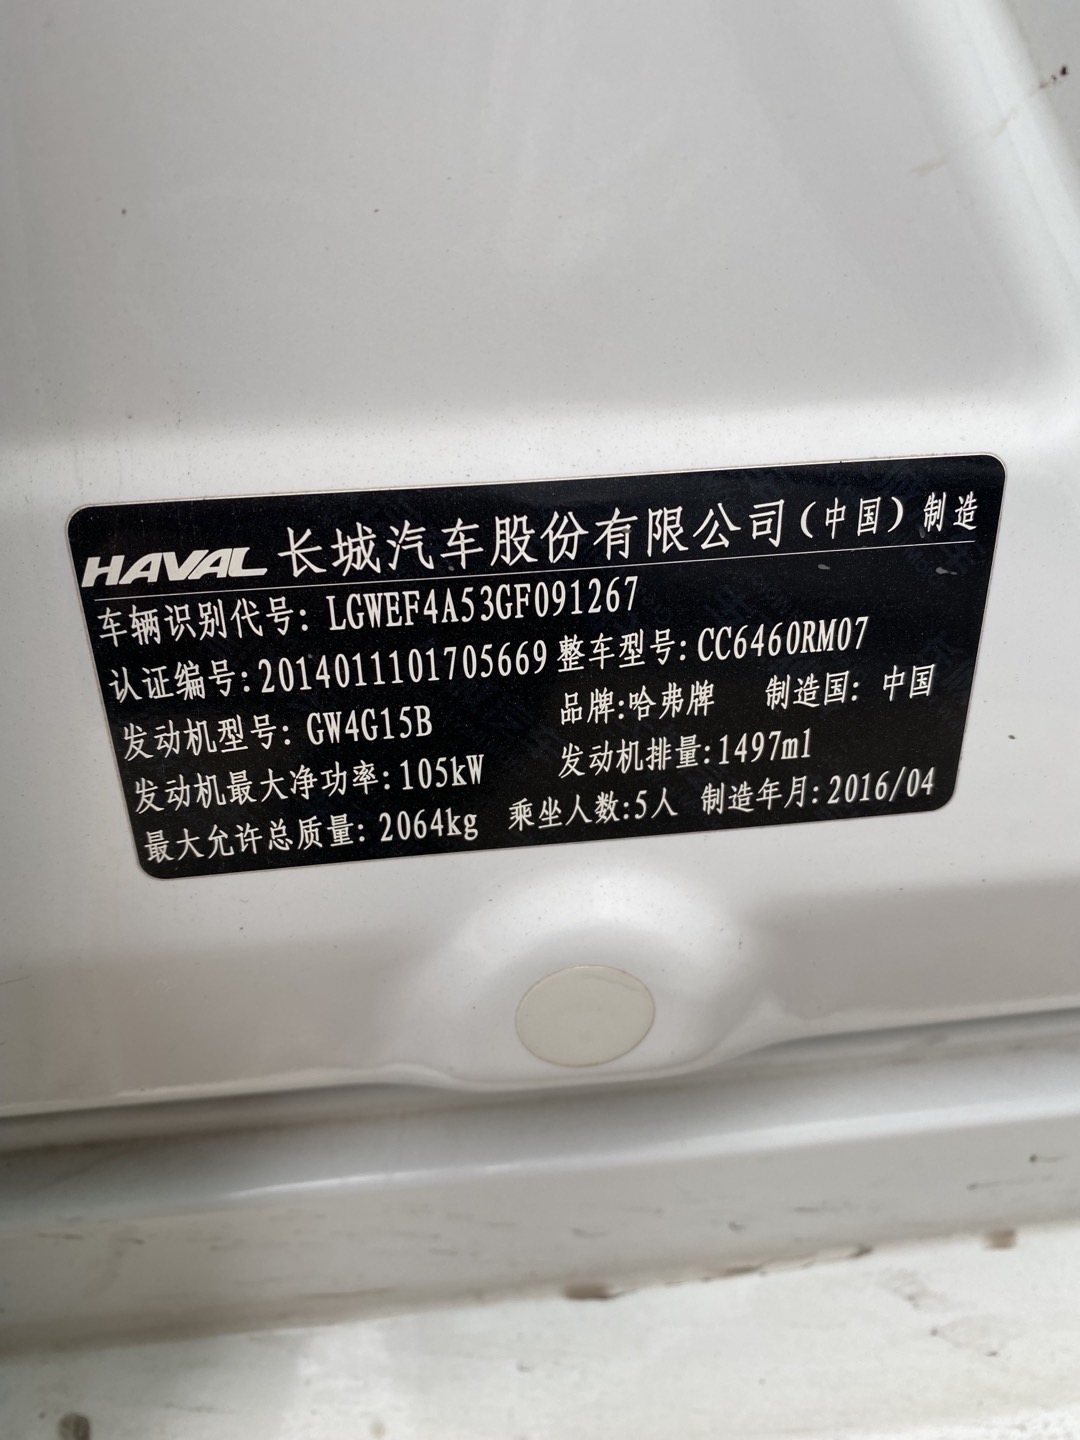 HAVAL 长城汽车股份有限公司(中国)制造
车辆识别代号: LGWEF4A53GF091267
认证编号:2014011101705669 整车型号: CC6460RM07
发动机型号: GW4G15B 品牌:哈弗牌 制造国: 中国
发动机最大净功率:105kW 发动机排量:1497ml
最大允许总质量: 2064kg 乘坐人数:5人 制造年月:2016/04